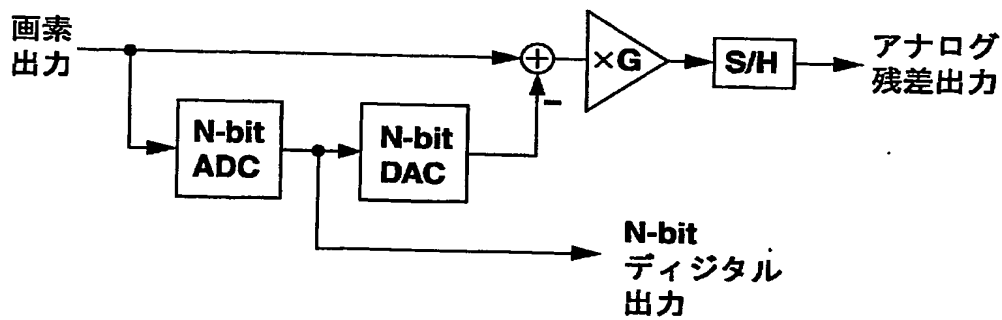 画素
出力
+
×G
S/H
アナログ
残差出力
N-bit
ADC
N-bit
DAC
−
N-bit
ディジタル
出力